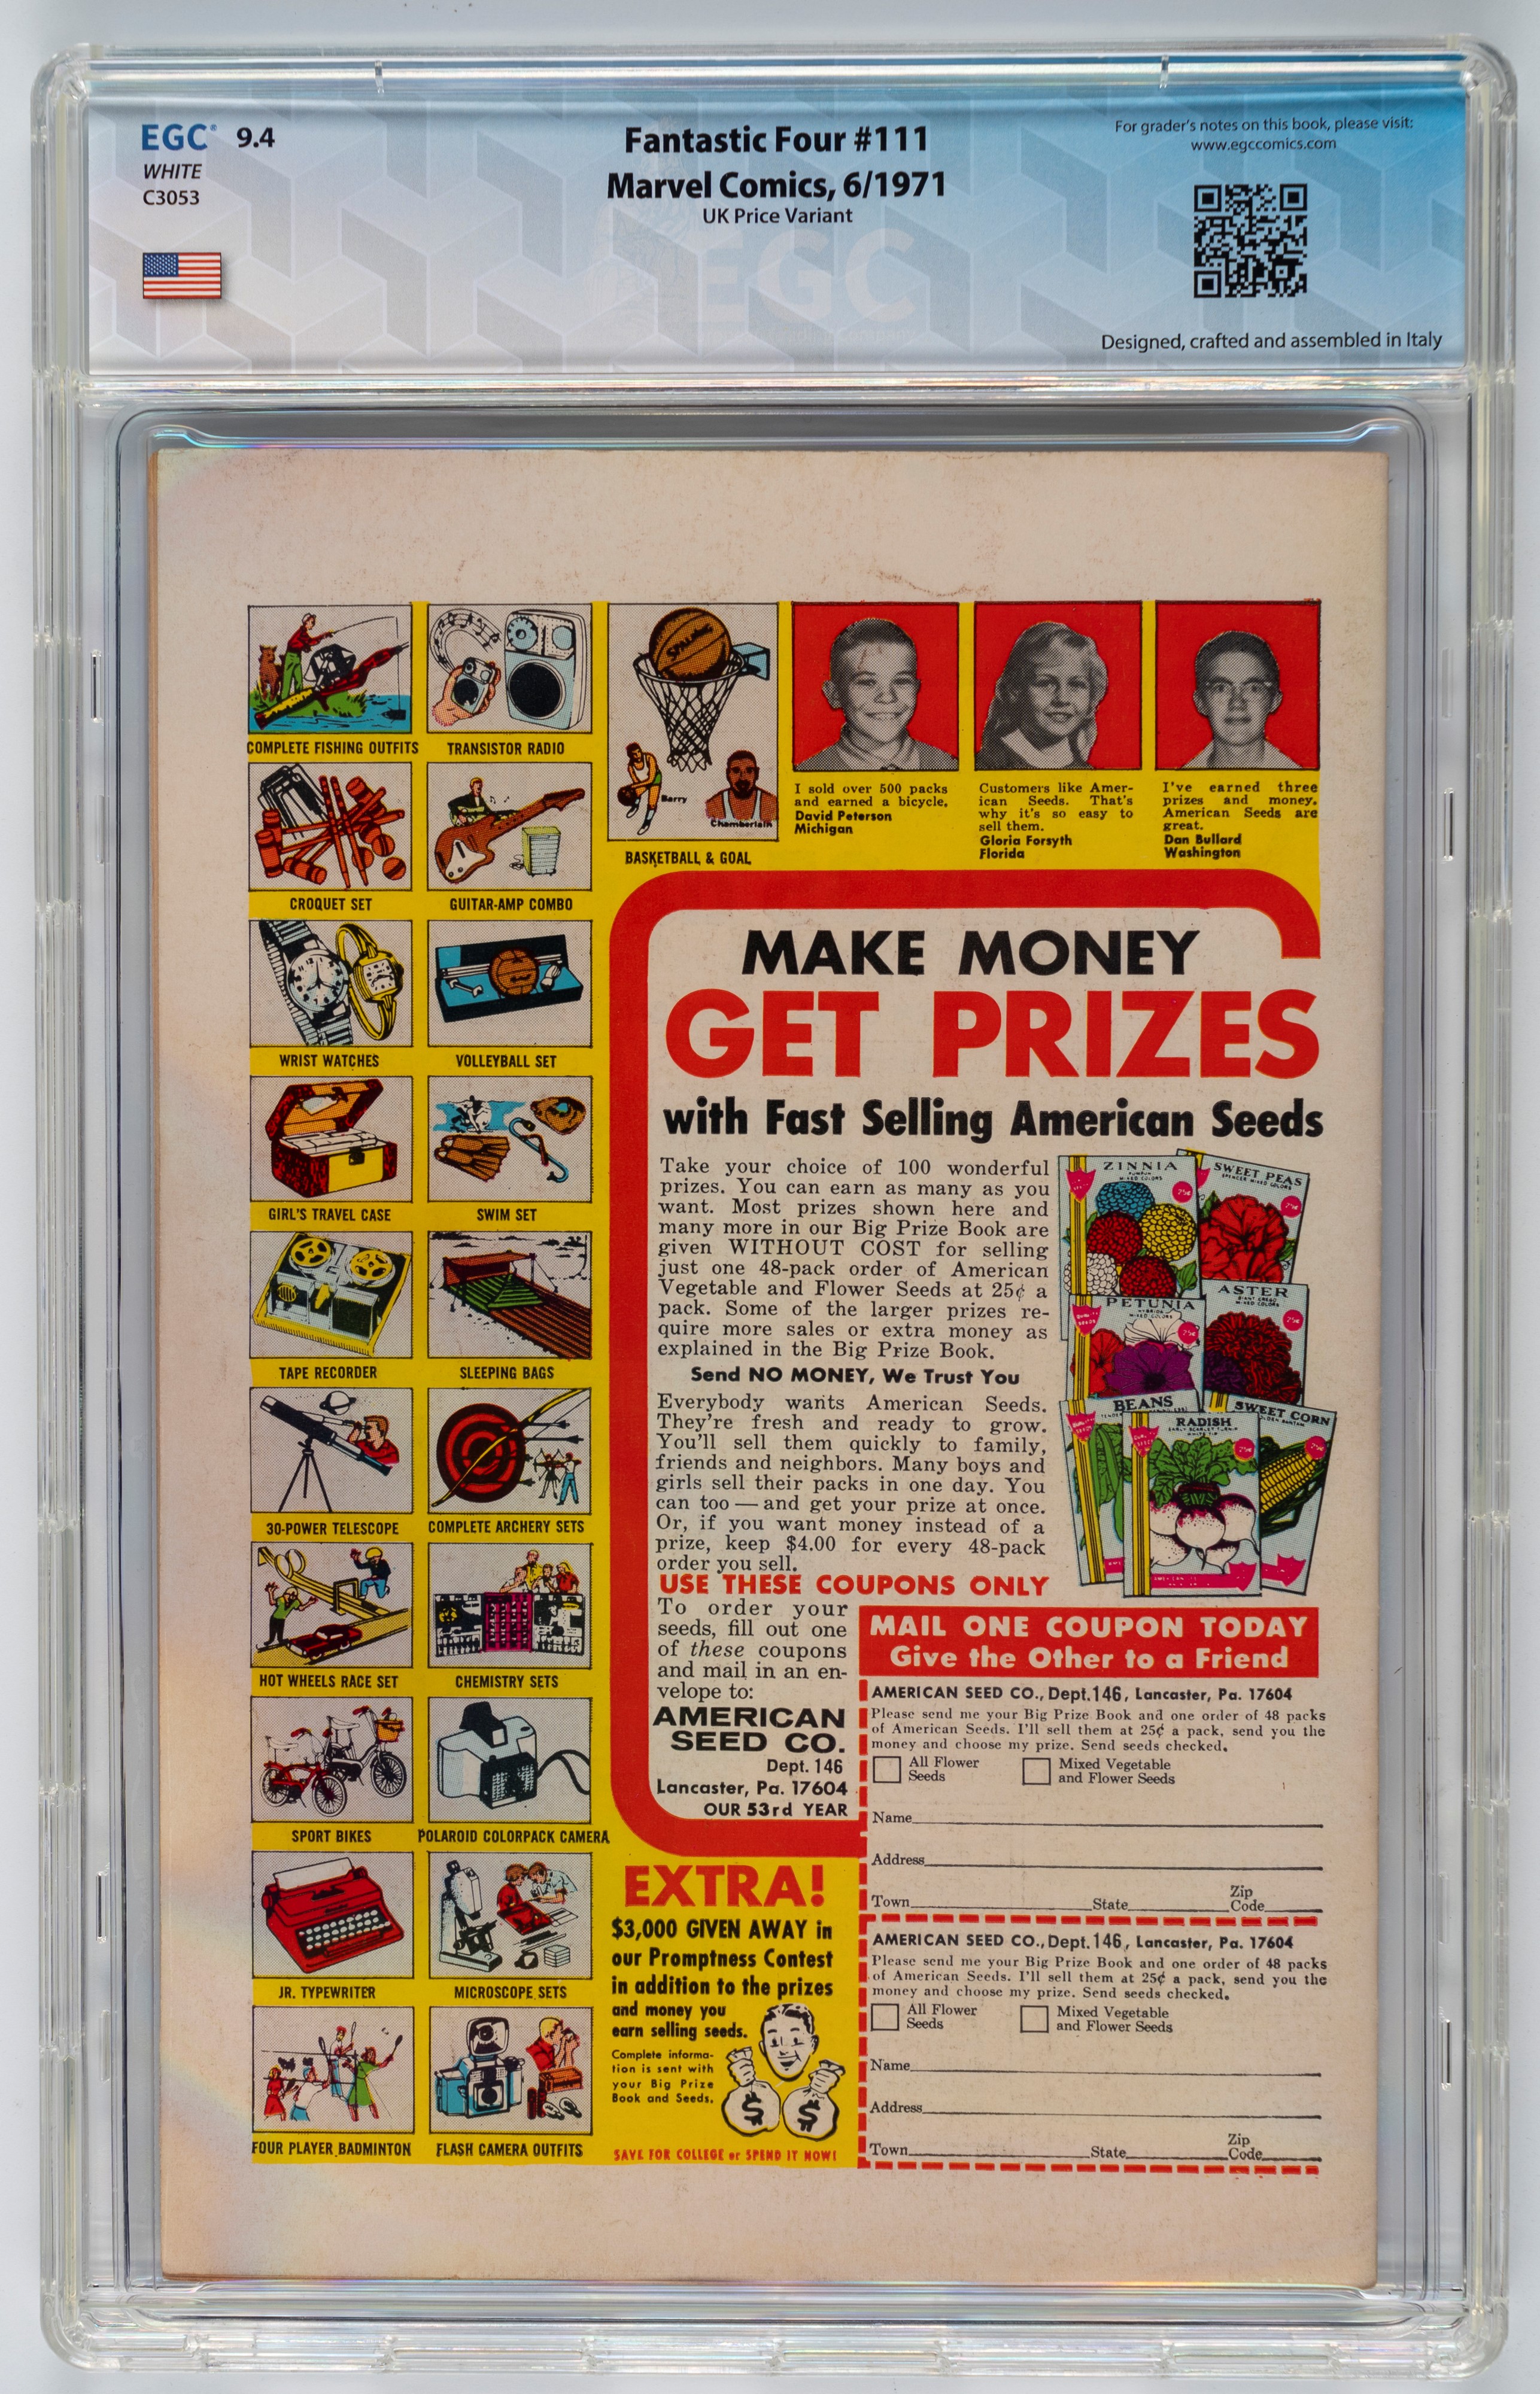 EGC® 9.4
WHITE
C3053
Fantastic Four #111
Marvel Comics, 6/1971
UK Price Variant
For grader's notes on this book, please visit:
www.egccomics.com
Designed, crafted and assembled in Italy
EGC
COMPLETE FISHING OUTFITS
TRANSISTOR RADIO
SPALDING
Barry
Chamberlain
BASKETBALL & GOAL
CROQUET SET
GUITAR-AMP COMBO
WRIST WATCHES
VOLLEYBALL SET
GIRL'S TRAVEL CASE
SWIM SET
TAPE RECORDER
SLEEPING BAGS
30-POWER TELESCOPE
COMPLETE ARCHERY SETS
HOT WHEELS RACE SET
CHEMISTRY SETS
SPORT BIKES
POLAROID COLORPACK CAMERA
JR. TYPEWRITER
MICROSCOPE SETS
FOUR PLAYER BADMINTON
FLASH CAMERA OUTFITS
I sold over 500 packs
and earned a bicycle.
David Peterson
Michigan
Customers like Amer-
ican Seeds. That's
why it's so easy to
sell them.
Gloria Forsyth
Florida
I've earned three
prizes and money.
American Seeds are
great.
Dan Bullard
Washington
MAKE MONEY
GET PRIZES
with Fast Selling American Seeds
Take your choice of 100 wonderful
prizes. You can earn as many as you
want. Most prizes shown here and
many more in our Big Prize Book are
given WITHOUT COST for selling
just one 48-pack order of American
Vegetable and Flower Seeds at 25¢ a
pack. Some of the larger prizes re-
quire more sales or extra money as
explained in the Big Prize Book.
Send NO MONEY, We Trust You
Everybody wants American Seeds.
They're fresh and ready to grow.
You'll sell them quickly to family,
friends and neighbors. Many boys and
girls sell their packs in one day. You
can too — and get your prize at once.
Or, if you want money instead of a
prize, keep $4.00 for every 48-pack
order you sell.
USE THESE COUPONS ONLY
To order your
seeds, fill out one
of these coupons
and mail in an en-
velope to:
AMERICAN
SEED CO.
Dept. 146
Lancaster, Pa. 17604
OUR 53rd YEAR
ZINNIA
MIXED COLORS
25¢
SWEET PEAS
SPENCER MIXED COLORS
25¢
PETUNIA
MIXED COLORS
25¢
ASTER
MIXED COLORS
25¢
BEANS
RADISH
25¢
SWEET CORN
25¢
MAIL ONE COUPON TODAY
Give the Other to a Friend
AMERICAN SEED CO., Dept. 146, Lancaster, Pa. 17604
Please send me your Big Prize Book and one order of 48 packs
of American Seeds. I'll sell them at 25¢ a pack, send you the
money and choose my prize. Send seeds checked.
All Flower
Seeds
Mixed Vegetable
and Flower Seeds
Name
Address
Town State Zip
Code
AMERICAN SEED CO., Dept. 146, Lancaster, Pa. 17604
Please send me your Big Prize Book and one order of 48 packs
of American Seeds. I'll sell them at 25¢ a pack, send you the
money and choose my prize. Send seeds checked.
All Flower
Seeds
Mixed Vegetable
and Flower Seeds
Name
Address
Town State Zip
Code
EXTRA!
$3,000 GIVEN AWAY in
our Promptness Contest
in addition to the prizes
and money you
earn selling seeds.
Complete informa-
tion is sent with
your Big Prize
Book and Seeds.
$ $
SAVE FOR COLLEGE or SPEND IT NOW!